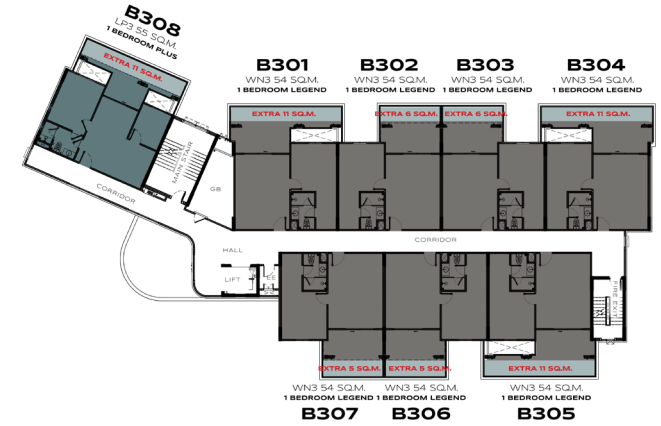 B308
LP3 55 SQ.M.
1 BEDROOM PLUS
EXTRA 11 SQ.M.
B301
WN3 54 SQ.M.
1 BEDROOM LEGEND
EXTRA 11 SQ.M.
B302
WN3 54 SQ.M.
1 BEDROOM LEGEND
EXTRA 6 SQ.M.
B303
WN3 54 SQ.M.
1 BEDROOM LEGEND
EXTRA 6 SQ.M.
B304
WN3 54 SQ.M.
1 BEDROOM LEGEND
EXTRA 11 SQ.M.
MAIN STAIR
GB
CORRIDOR
HALL
CORRIDOR
LIFT
EE
FIRE EXIT
EXTRA 5 SQ.M.
WN3 54 SQ.M.
1 BEDROOM LEGEND
B307
EXTRA 5 SQ.M.
WN3 54 SQ.M.
1 BEDROOM LEGEND
B306
EXTRA 11 SQ.M.
WN3 54 SQ.M.
1 BEDROOM LEGEND
B305